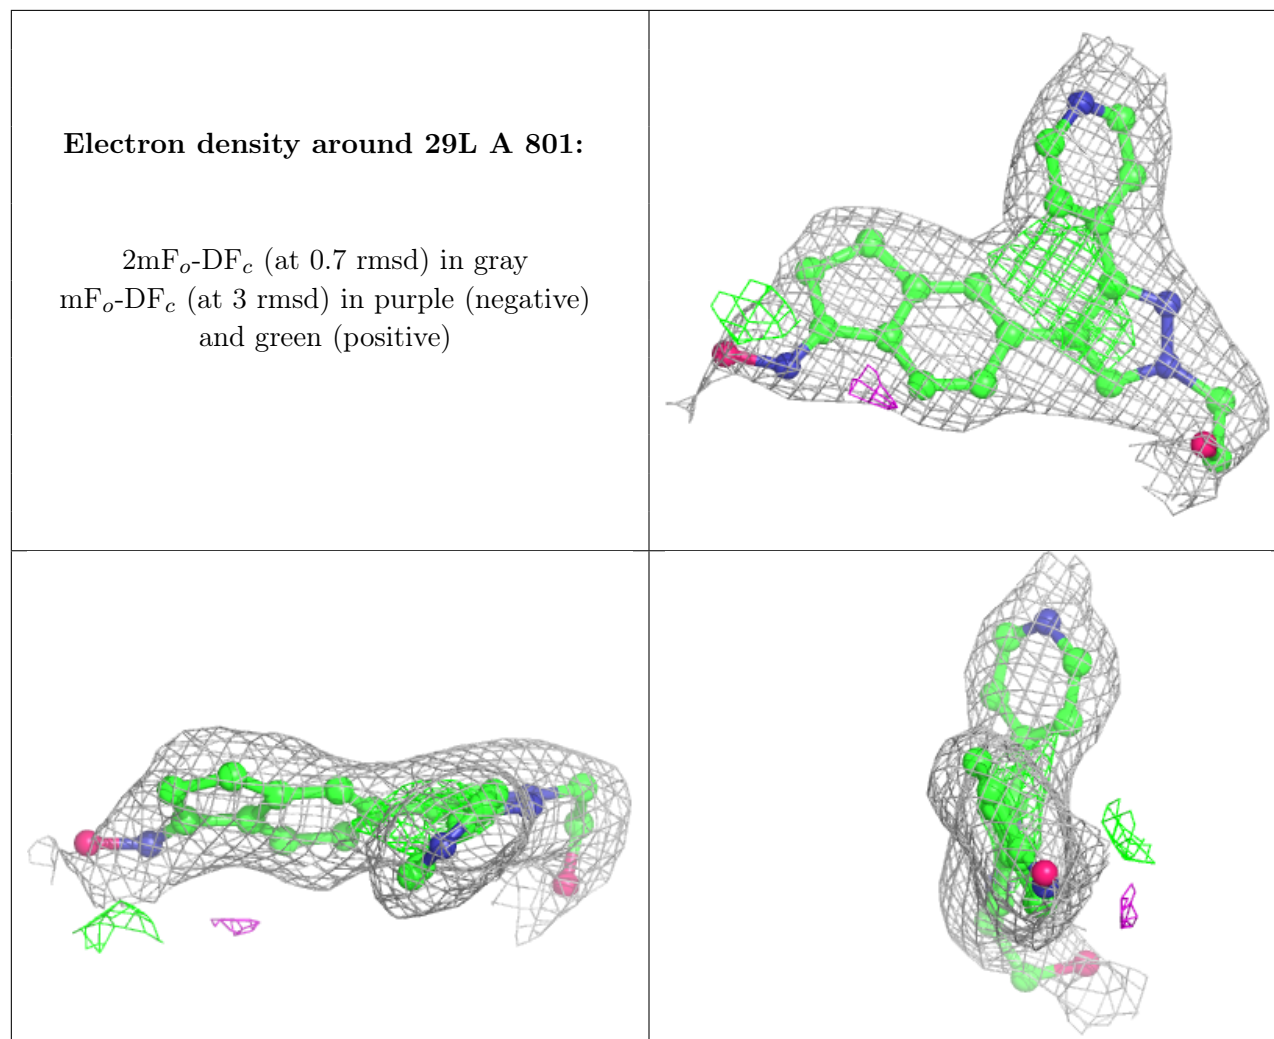 Electron density around 29L A 801:
2mFo-DFc (at 0.7 rmsd) in gray
mFo-DFc (at 3 rmsd) in purple (negative)
and green (positive)